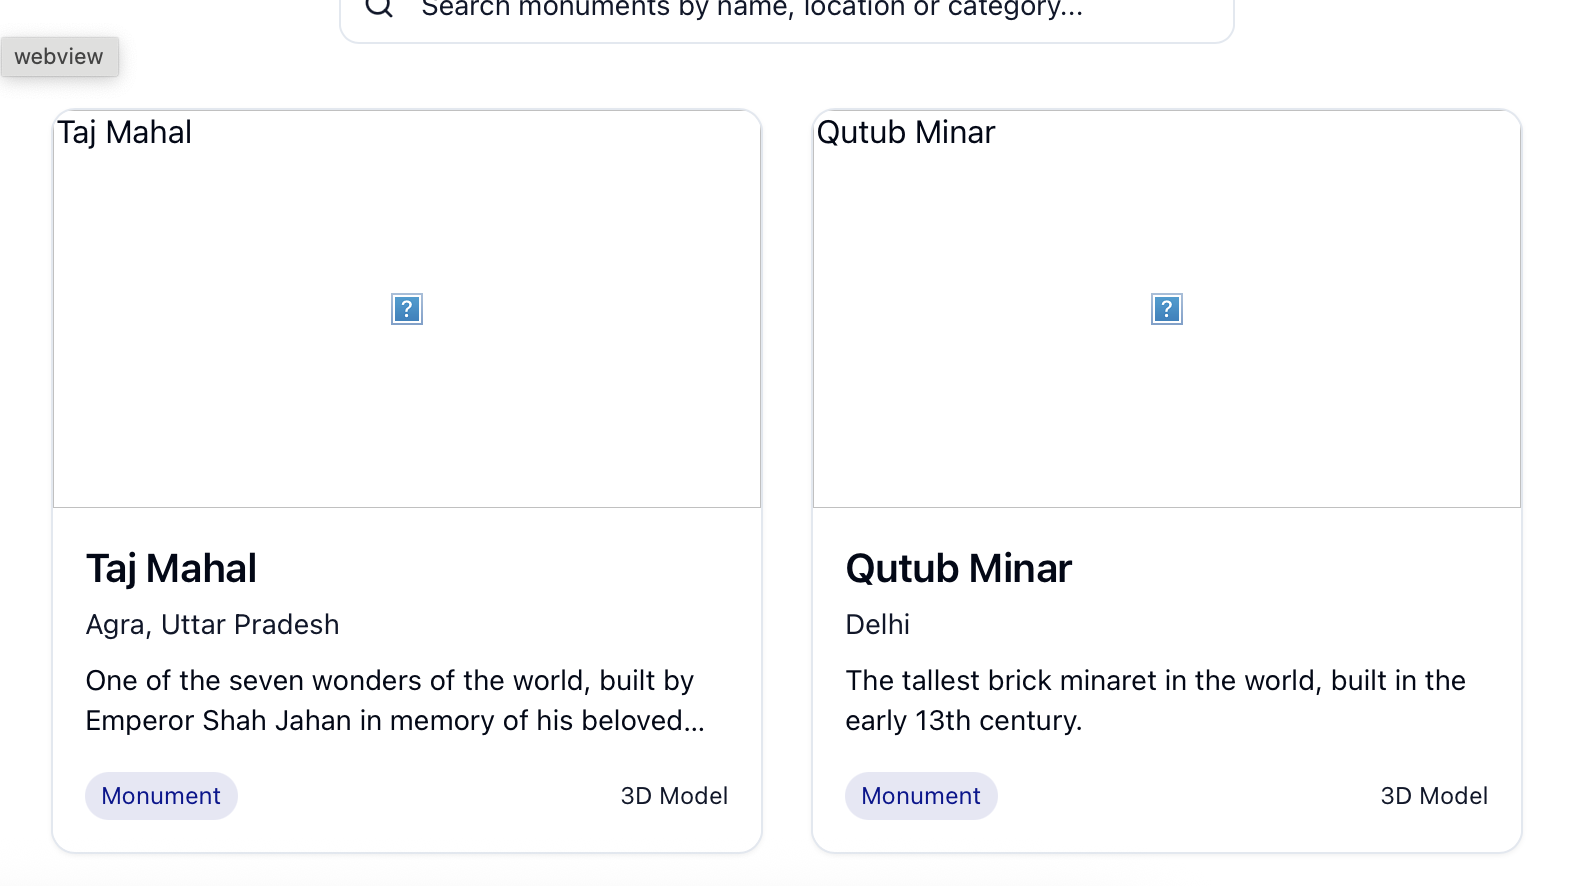 Search monuments by name, location or category...
webview
Taj Mahal
Qutub Minar
?
?
Taj Mahal
Agra, Uttar Pradesh
One of the seven wonders of the world, built by
Emperor Shah Jahan in memory of his beloved...
Monument
3D Model
Qutub Minar
Delhi
The tallest brick minaret in the world, built in the
early 13th century.
Monument
3D Model